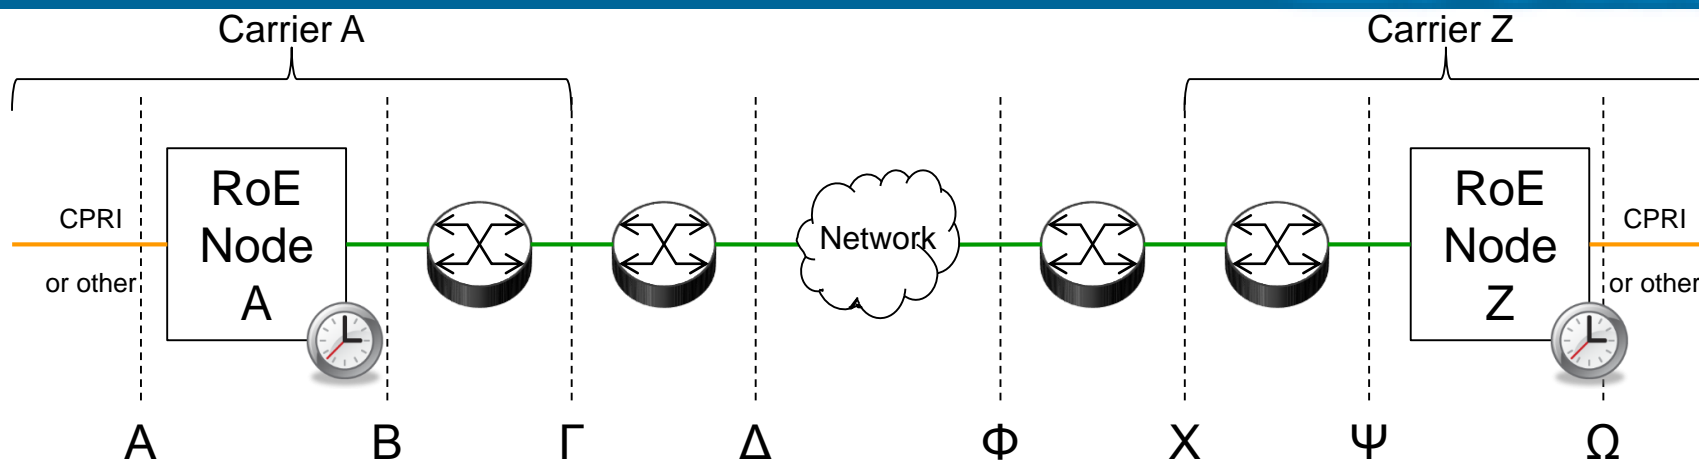 Carrier A
Carrier Z
CPRI
or other
RoE
Node
A
Network
RoE
Node
Z
CPRI
or other
Α Β Γ Δ Φ Χ Ψ Ω